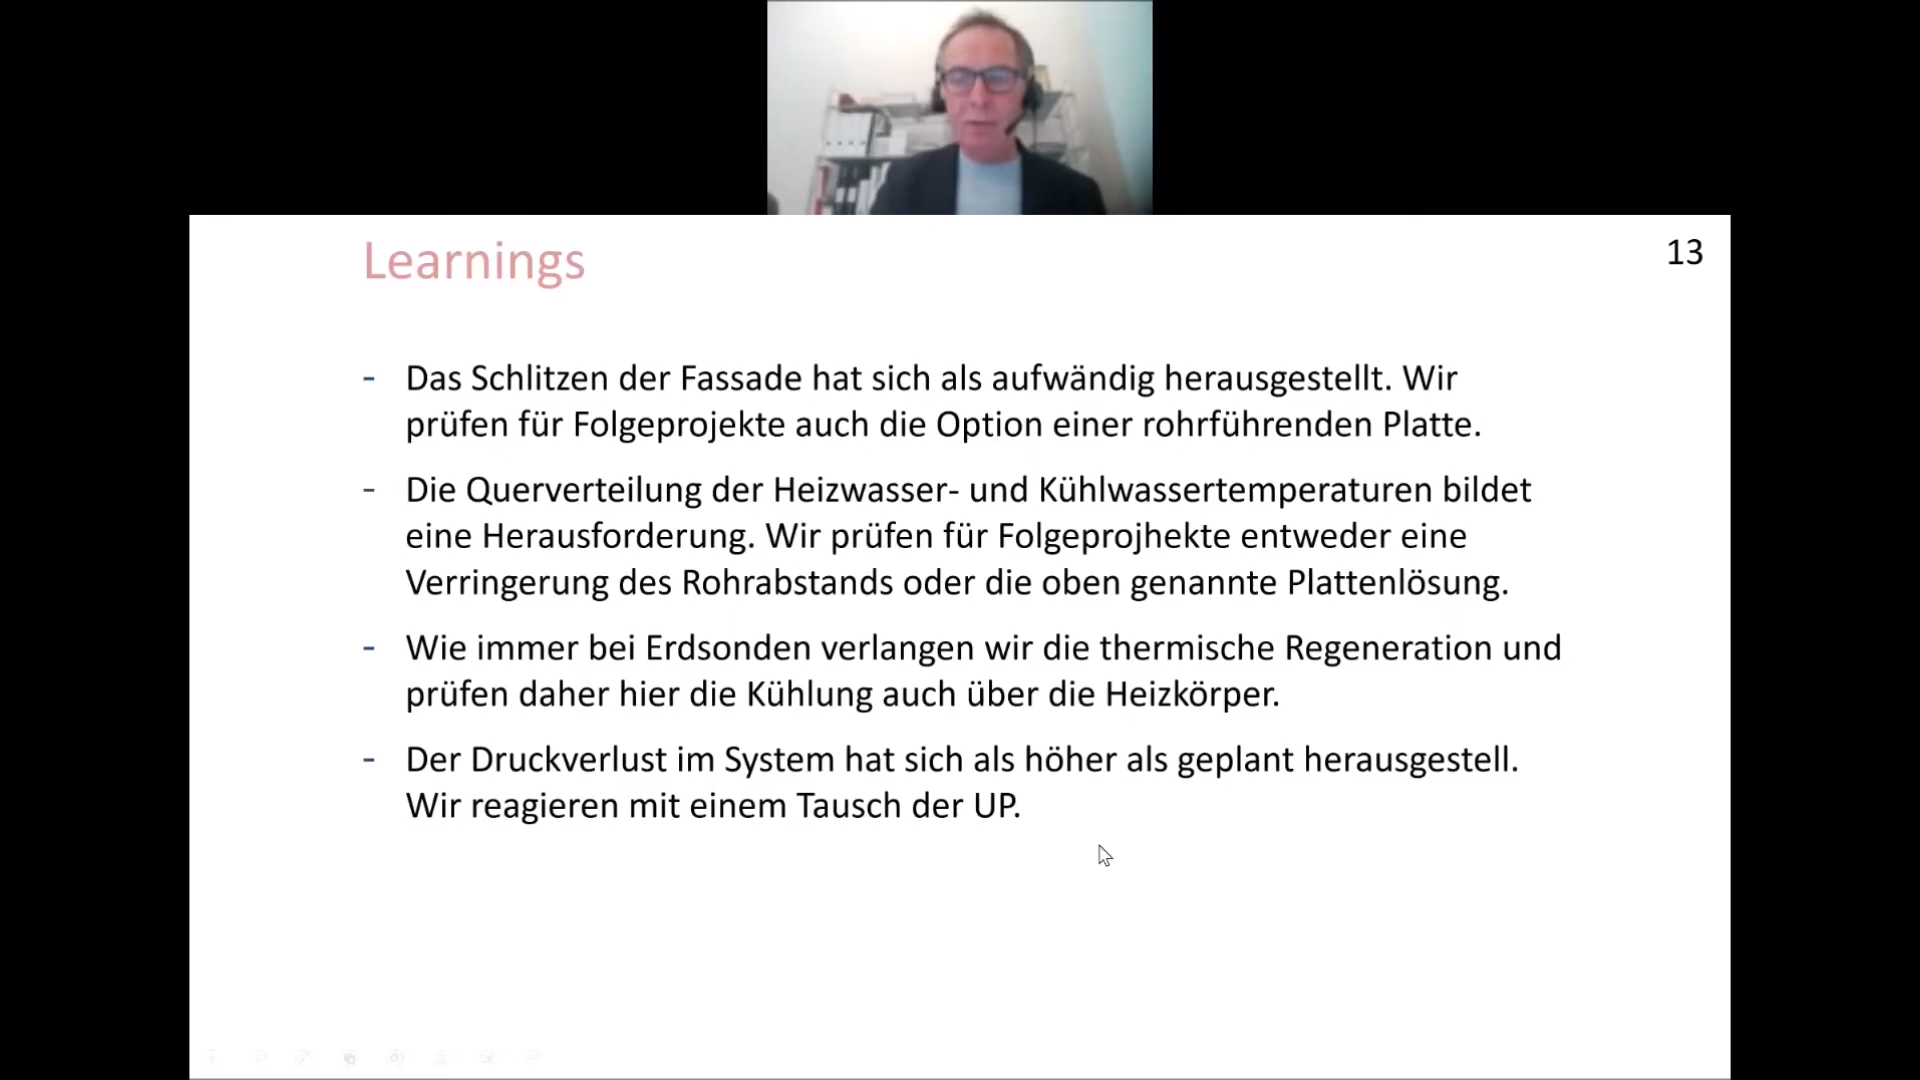 Learnings
13
- Das Schlitzen der Fassade hat sich als aufwändig herausgestellt. Wir
prüfen für Folgeprojekte auch die Option einer rohrführenden Platte.
- Die Querverteilung der Heizwasser- und Kühlwassertemperaturen bildet
eine Herausforderung. Wir prüfen für Folgeprojhekte entweder eine
Verringerung des Rohrabstands oder die oben genannte Plattenlösung.
- Wie immer bei Erdsonden verlangen wir die thermische Regeneration und
prüfen daher hier die Kühlung auch über die Heizkörper.
- Der Druckverlust im System hat sich als höher als geplant herausgestell.
Wir reagieren mit einem Tausch der UP.